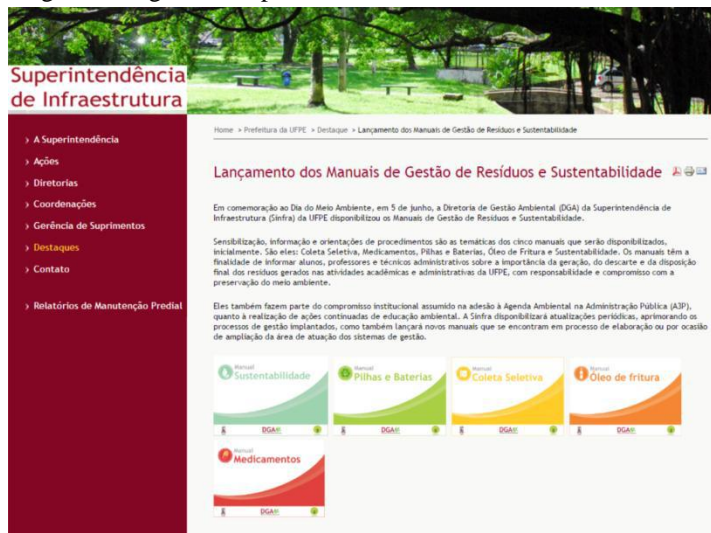 Superintendência
de Infraestrutura
› A Superintendência
› Ações
› Diretorias
› Coordenações
› Gerência de Suprimentos
› Destaques
› Contato
› Relatórios de Manutenção Predial
Home » Prefeitura da UFPE » Destaque » Lançamento dos Manuais de Gestão de Resíduos e Sustentabilidade
Lançamento dos Manuais de Gestão de Resíduos e Sustentabilidade
Em comemoração ao Dia do Meio Ambiente, em 5 de junho, a Diretoria de Gestão Ambiental (DGA) da Superintendência de
Infraestrutura (Sinfra) da UFPE disponibilizou os Manuais de Gestão de Resíduos e Sustentabilidade.
Sensibilização, informação e orientações de procedimentos são as temáticas dos cinco manuais que serão disponibilizados,
inicialmente. São eles: Coleta Seletiva, Medicamentos, Pilhas e Baterias, Óleo de Fritura e Sustentabilidade. Os manuais têm a
finalidade de informar alunos, professores e técnicos administrativos sobre a importância da geração, do descarte e da disposição
final dos resíduos gerados nas atividades acadêmicas e administrativas da UFPE, com responsabilidade e compromisso com a
preservação do meio ambiente.
Eles também fazem parte do compromisso institucional assumido na adesão à Agenda Ambiental na Administração Pública (A3P),
quanto à realização de ações continuadas de educação ambiental. A Sinfra disponibilizará atualizações periódicas, aprimorando os
processos de gestão implantados, como também lançará novos manuais que se encontram em processo de elaboração ou por ocasião
de ampliação da área de atuação dos sistemas de gestão.
Manual
Sustentabilidade
DGA
Manual
Pilhas e Baterias
DGA
Manual
Coleta Seletiva
DGA
Manual
Óleo de fritura
DGA
Manual
Medicamentos
DGA